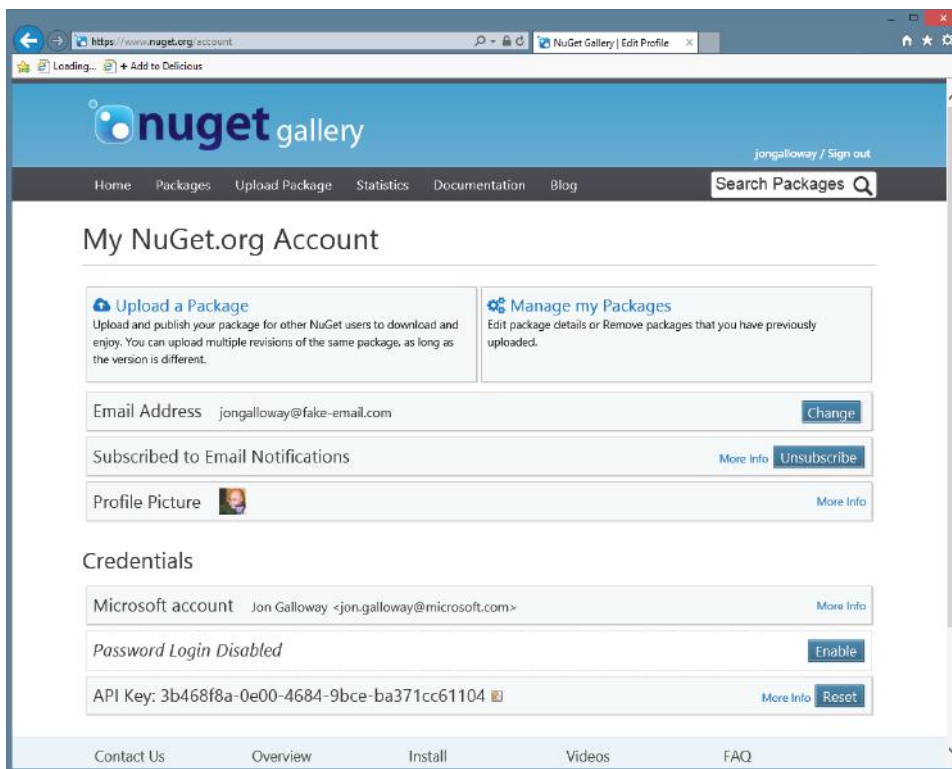 https://www.nuget.org/account
NuGet Gallery | Edit Profile
Loading... + Add to Delicious
nuget gallery
jongalloway / Sign out
Home Packages Upload Package Statistics Documentation Blog Search Packages
My NuGet.org Account
Upload a Package
Upload and publish your package for other NuGet users to download and
enjoy. You can upload multiple revisions of the same package, as long as
the version is different.
Manage my Packages
Edit package details or Remove packages that you have previously
uploaded.
Email Address jongalloway@fake-email.com Change
Subscribed to Email Notifications More Info Unsubscribe
Profile Picture More Info
Credentials
Microsoft account Jon Galloway <jon.galloway@microsoft.com> More Info
Password Login Disabled Enable
API Key: 3b468f8a-0e00-4684-9bce-ba371cc61104 More Info Reset
Contact Us Overview Install Videos FAQ